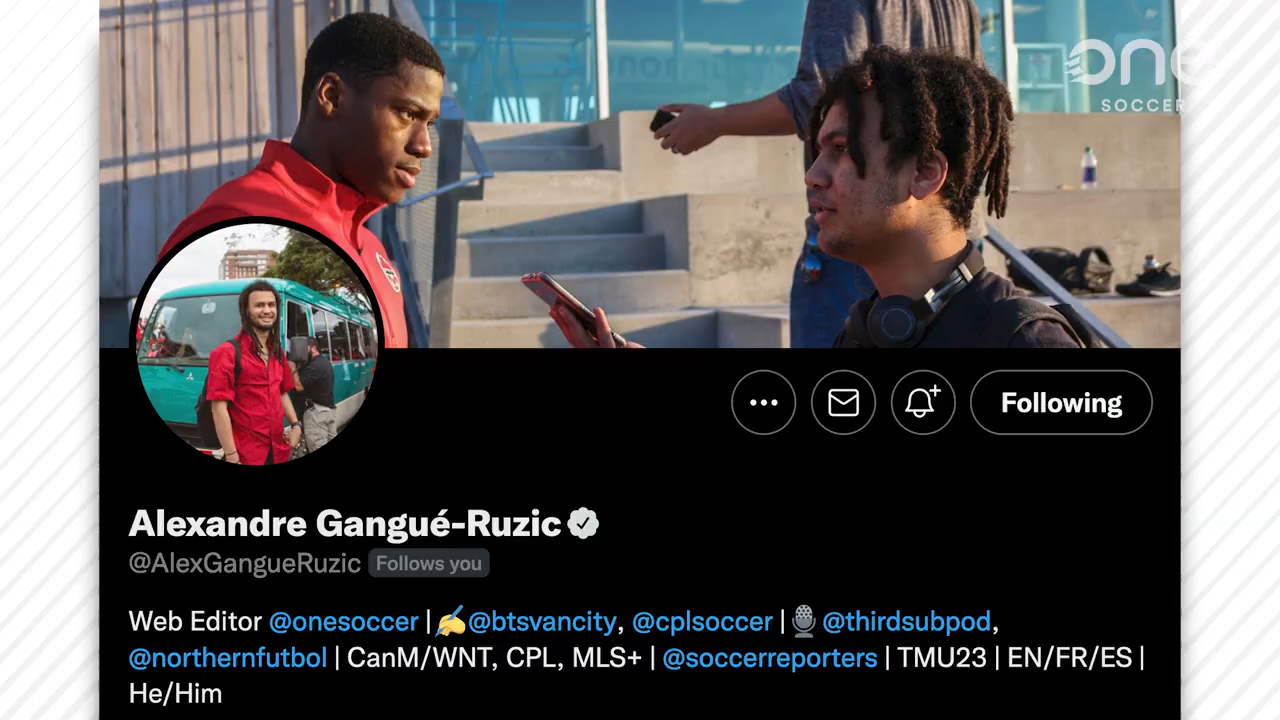 one
SOCCER
Following
Alexandre Gangué-Ruzic
@AlexGangueRuzic Follows you
Web Editor @onesoccer | ✍️@btsvancity, @cplsoccer | 🎙️@thirdsubpod,
@northernfutbol | CanM/WNT, CPL, MLS+ | @soccerreporters | TMU23 | EN/FR/ES |
He/Him